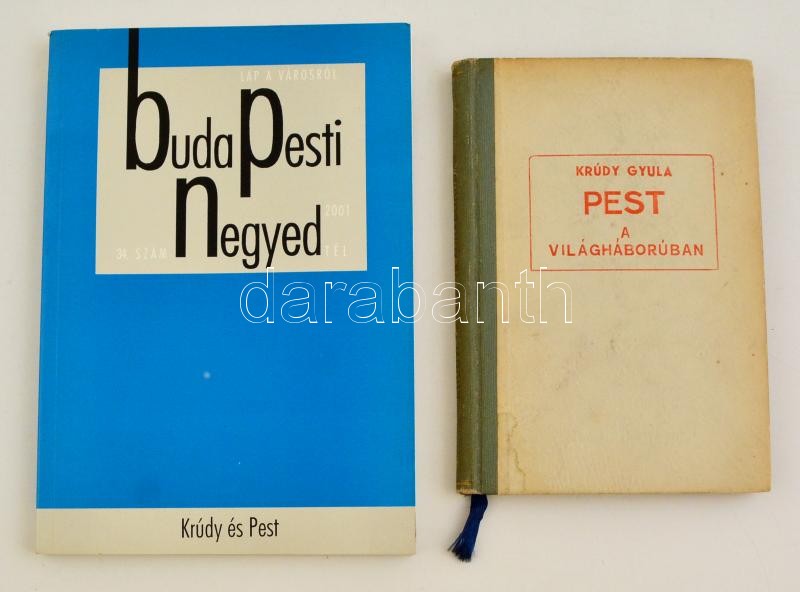 LAP A VÁROSRÓL
budaPesti
2001
negyed
34. SZÁM
TÉL
Krúdy és Pest
KRÚDY GYULA
PEST
A
VILÁGHÁBORÚBAN
darabanth